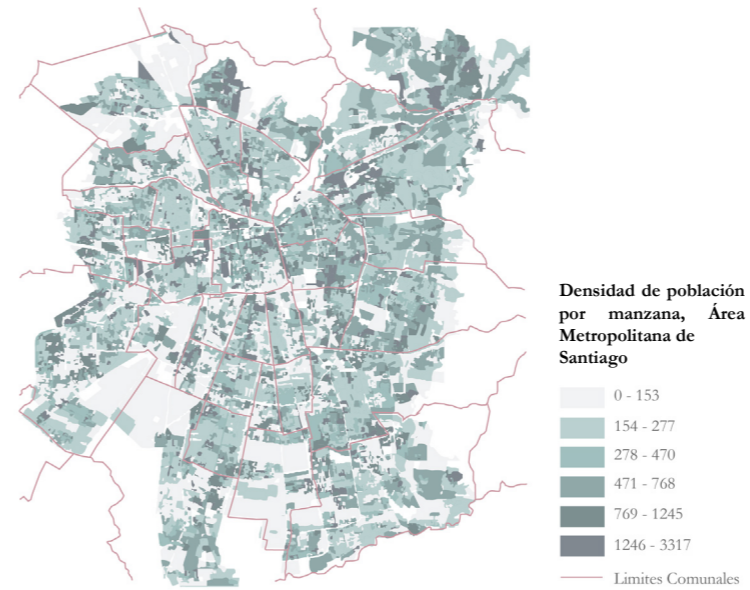 Densidad de población
por manzana, Área
Metropolitana de
Santiago
0 - 153
154 - 277
278 - 470
471 - 768
769 - 1245
1246 - 3317
Limites Comunales